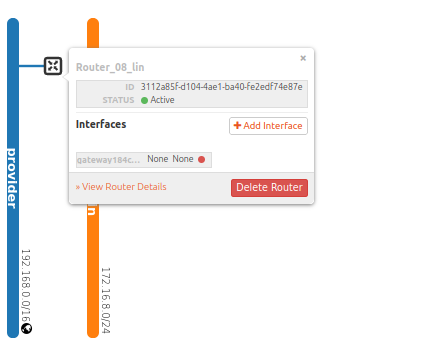 Router_08_lin
×
ID 3112a85f-d104-4ae1-ba40-fe2edf74e87e
STATUS Active
Interfaces
+ Add Interface
gateway184c... None None
» View Router Details
Delete Router
provider
192.168.0.0/16
n
172.16.8.0/24